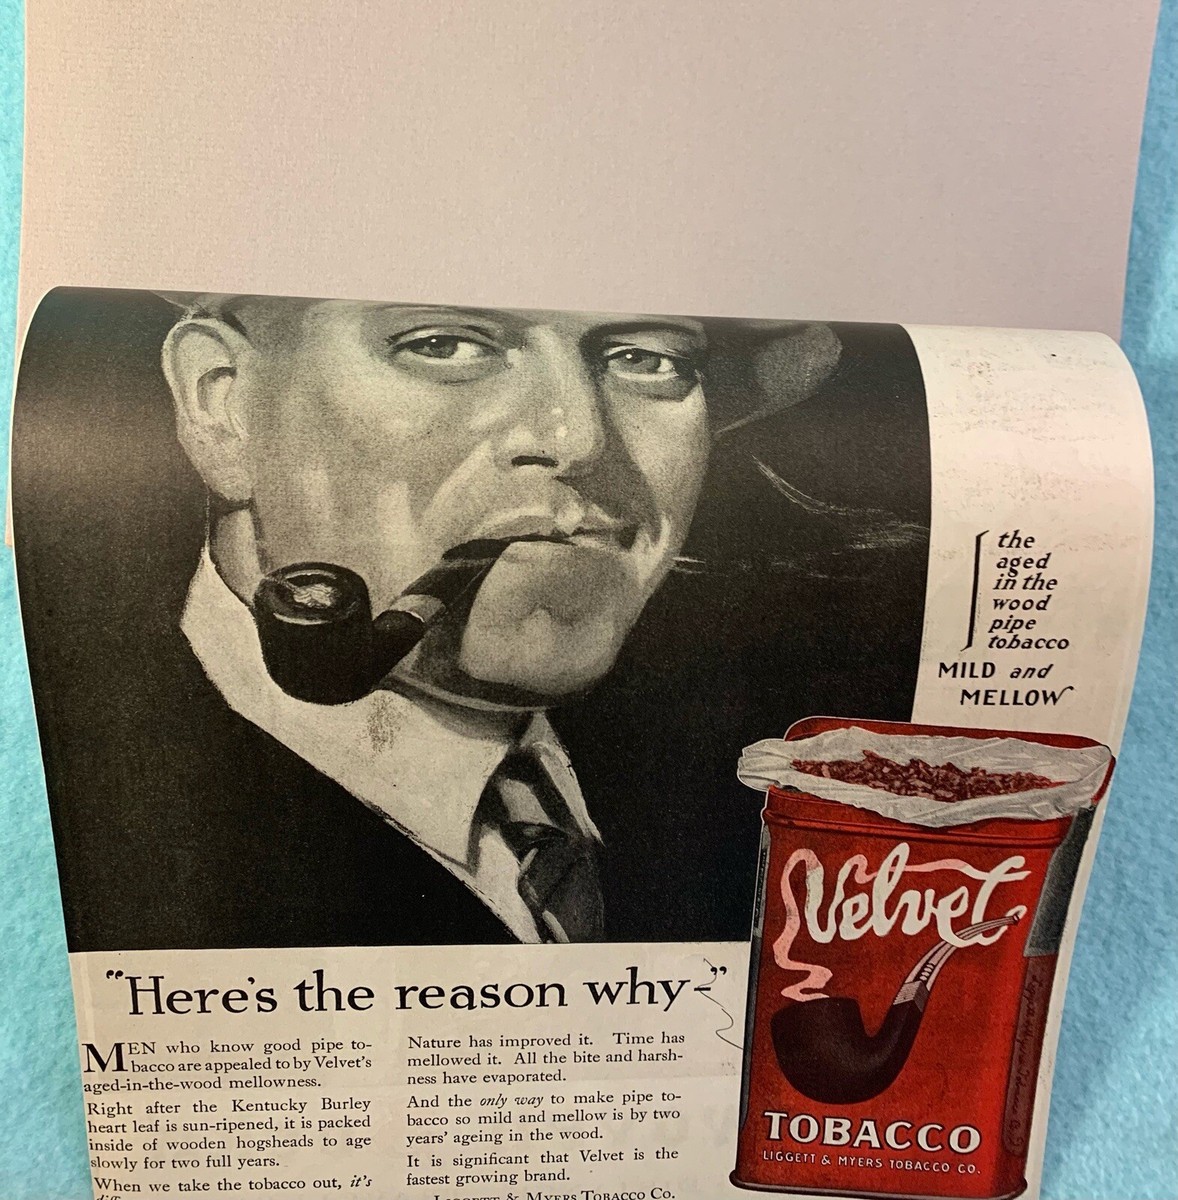 the
aged
in the
wood
pipe
tobacco
MILD and
MELLOW
Velvet
TOBACCO
LIGGETT & MYERS TOBACCO CO.
"Here's the reason why-"
MEN who know good pipe to-
bacco are appealed to by Velvet's
aged-in-the-wood mellowness.
Right after the Kentucky Burley
heart leaf is sun-ripened, it is packed
inside of wooden hogsheads to age
slowly for two full years.
When we take the tobacco out, it's
Nature has improved it. Time has
mellowed it. All the bite and harsh-
ness have evaporated.
And the only way to make pipe to-
bacco so mild and mellow is by two
years' ageing in the wood.
It is significant that Velvet is the
fastest growing brand.
LIGGETT & MYERS TOBACCO CO.